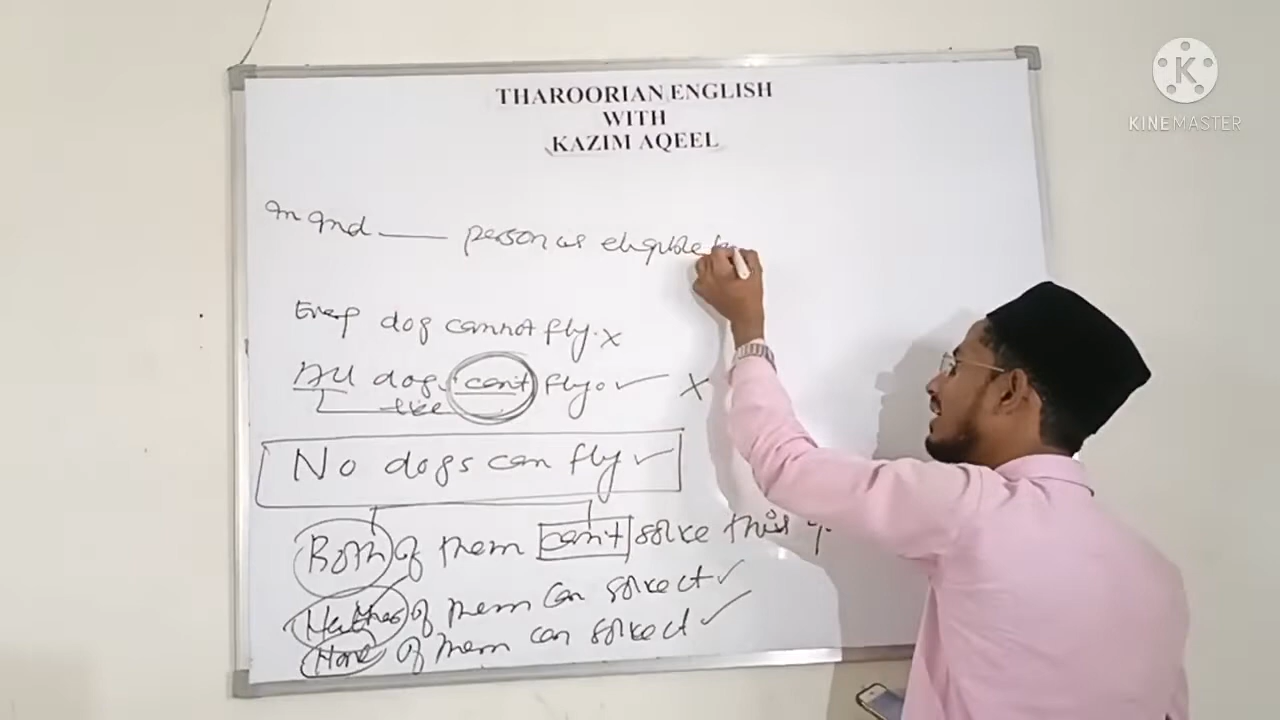 THAROORIAN ENGLISH
WITH
KAZIM AQEEL
KINEMASTER
In Ind ___ person is eligible
Every dog cannot fly. X
All dogs can't fly ✓ X
No dogs can fly ✓
Both of them can't solve this
Neither of them can solve it ✓
None of them can solve it ✓